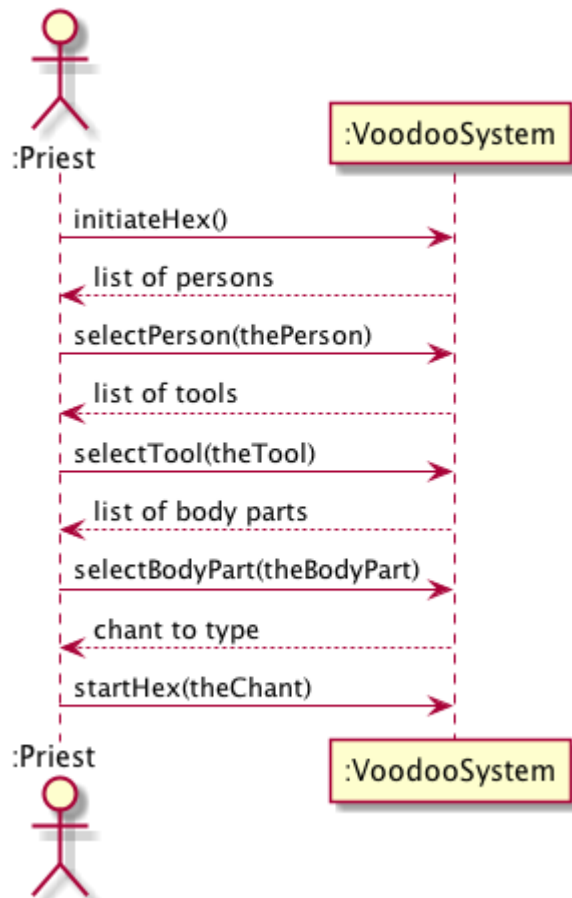 :Priest
:VoodooSystem
initiateHex()
list of persons
selectPerson(thePerson)
list of tools
selectTool(theTool)
list of body parts
selectBodyPart(theBodyPart)
chant to type
startHex(theChant)
:Priest
:VoodooSystem